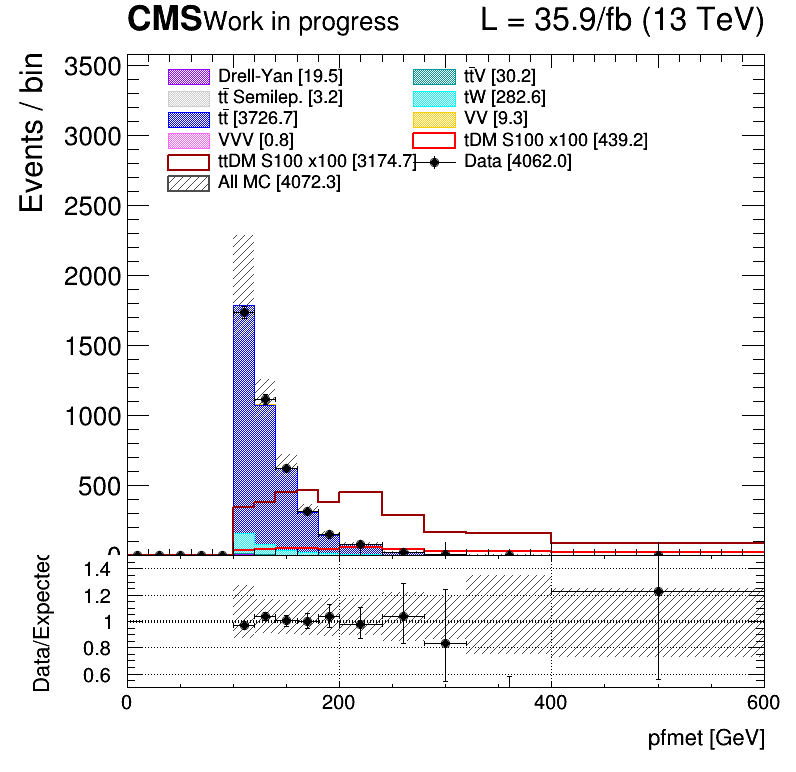 CMS Work in progress L = 35.9/fb (13 TeV)
Events / bin
3500
3000
2500
2000
1500
1000
500
0
Drell-Yan [19.5] tt̄V [30.2]
tt̄ Semilep. [3.2] tW [282.6]
tt̄ [3726.7] VV [9.3]
VVV [0.8] tDM S100 x100 [439.2]
ttDM S100 x100 [3174.7] Data [4062.0]
All MC [4072.3]
Data/Expected
1.4
1.2
1
0.8
0.6
0 200 400 600
pfmet [GeV]